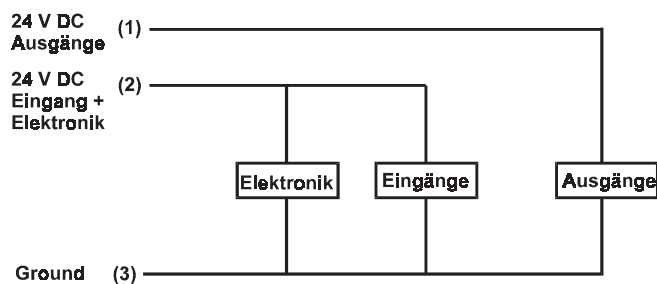 24 V DC (1)
Ausgänge
24 V DC (2)
Eingang +
Elektronik
Elektronik Eingänge Ausgänge
Ground (3)